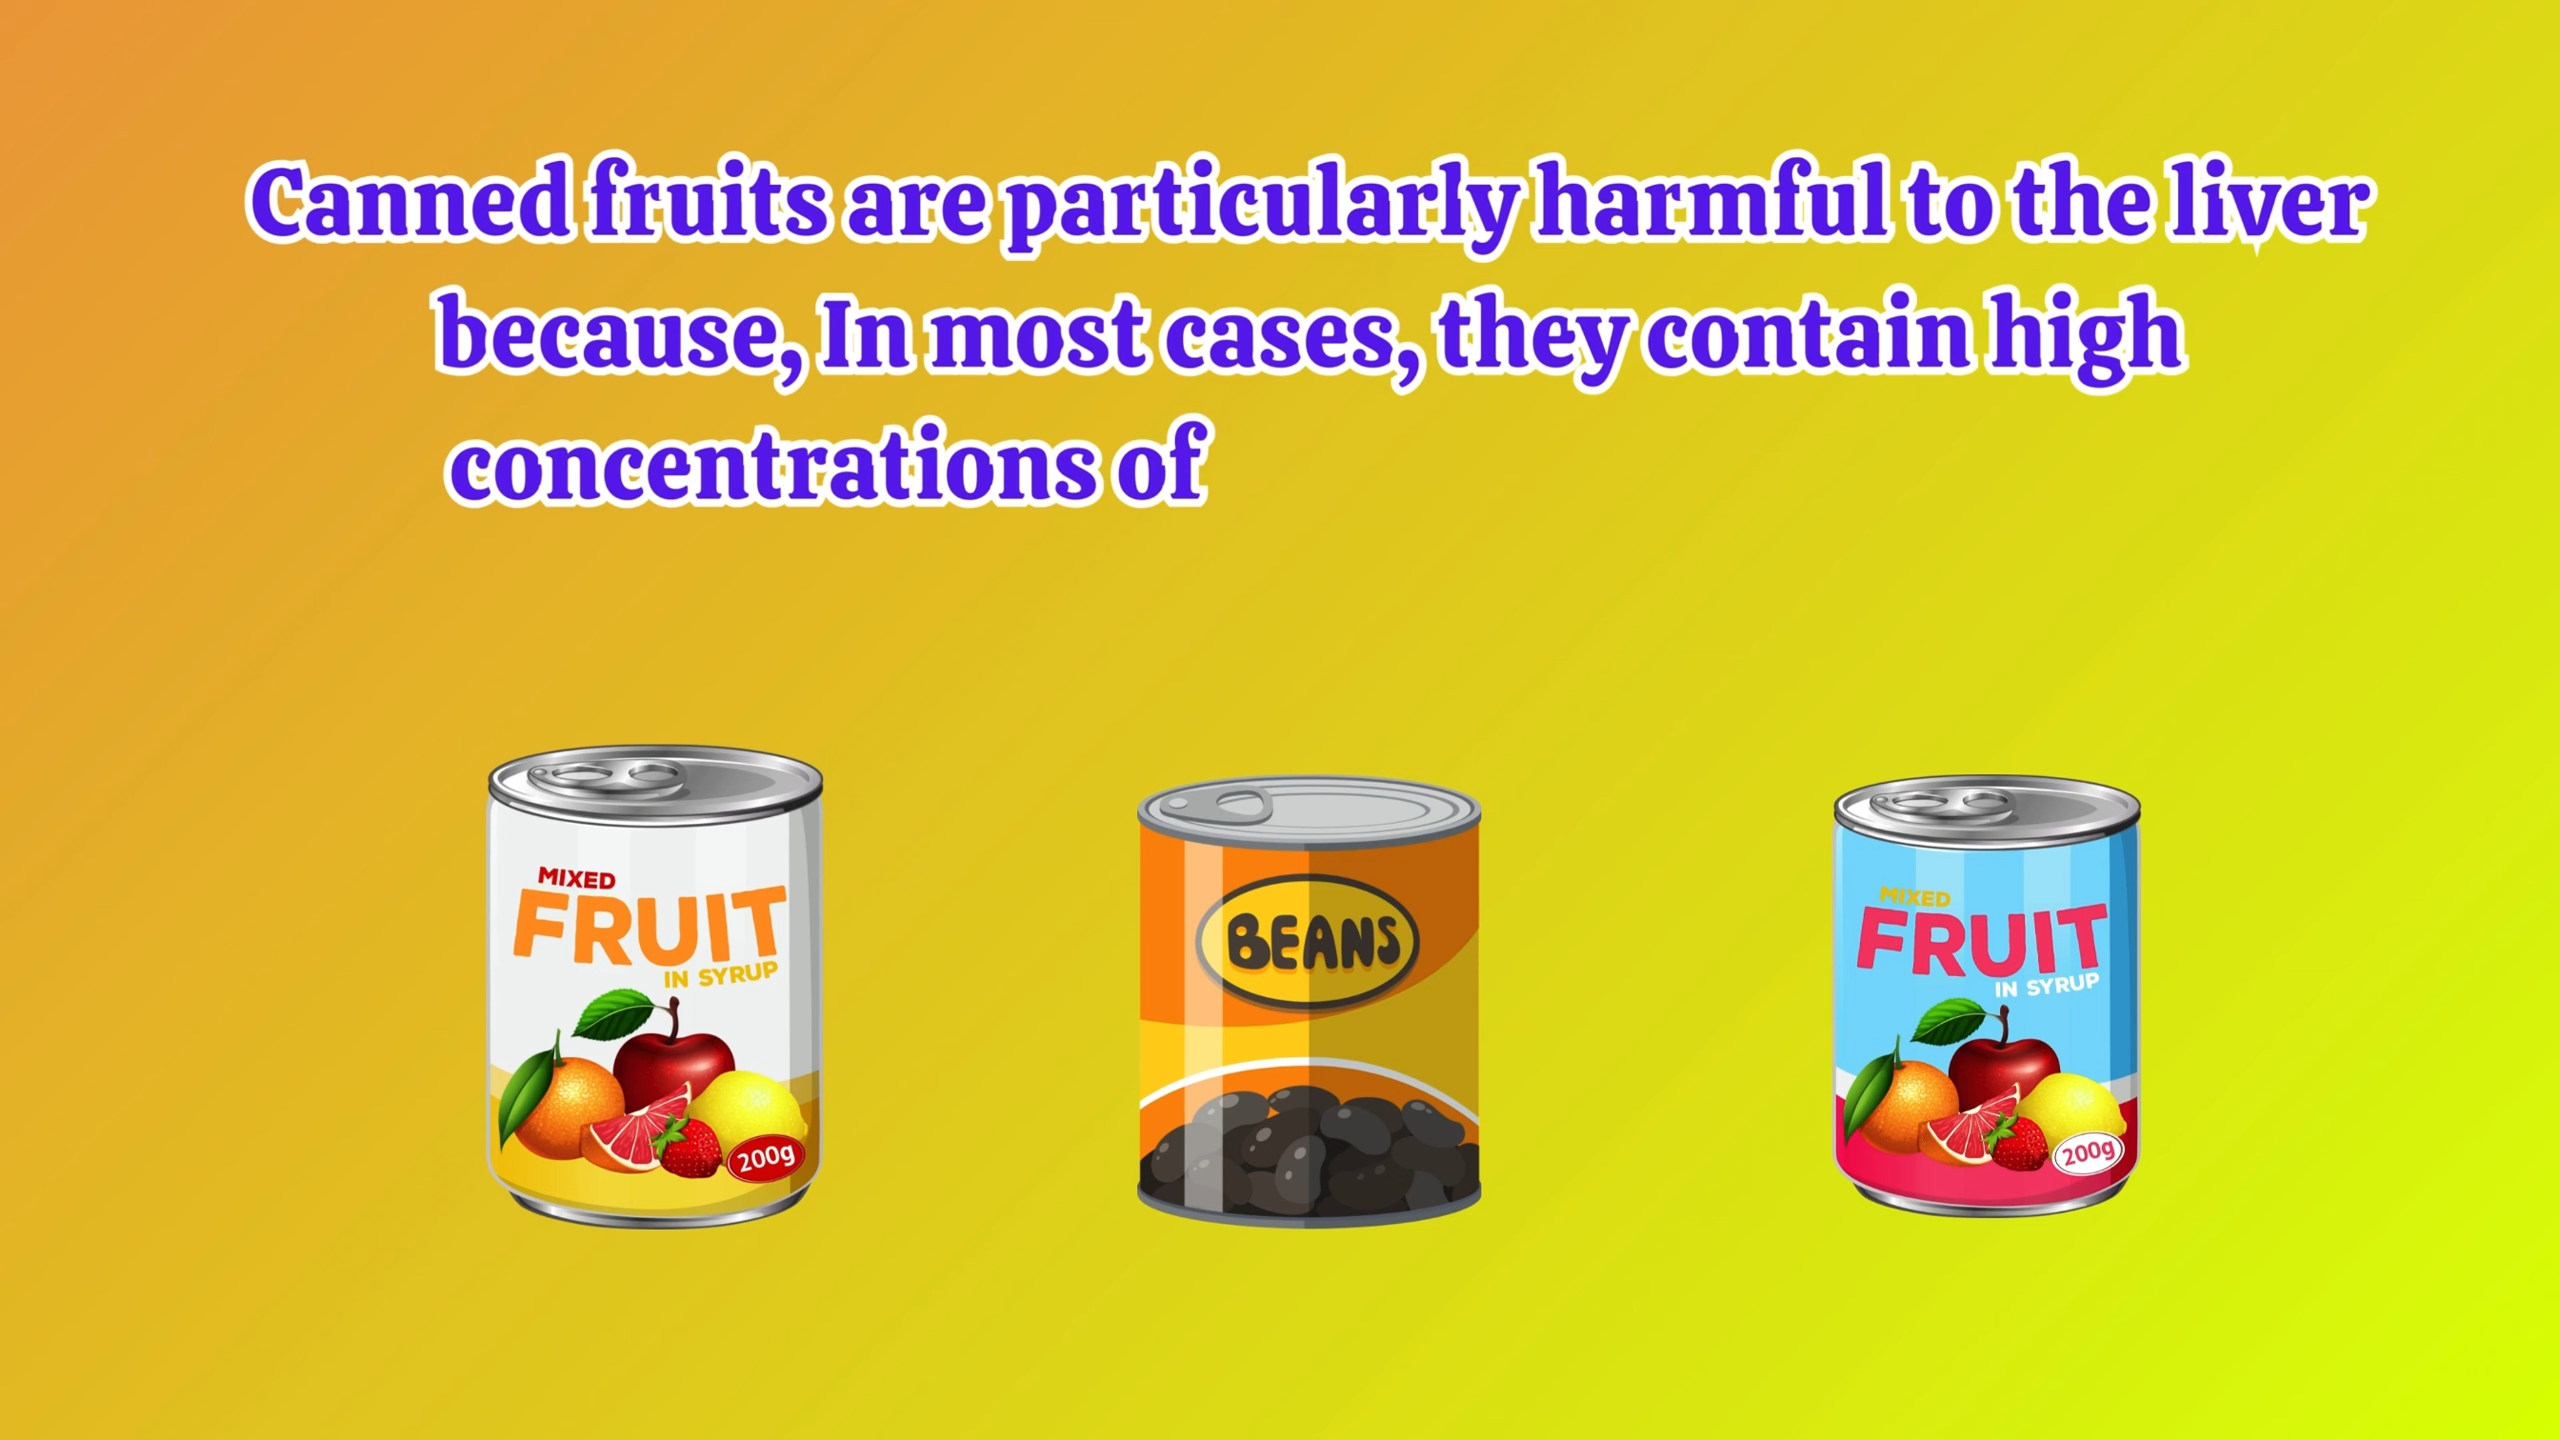 Canned fruits are particularly harmful to the liver
because, In most cases, they contain high
concentrations of
MIXED
FRUIT
IN SYRUP
200g
BEANS
MIXED
FRUIT
IN SYRUP
200g